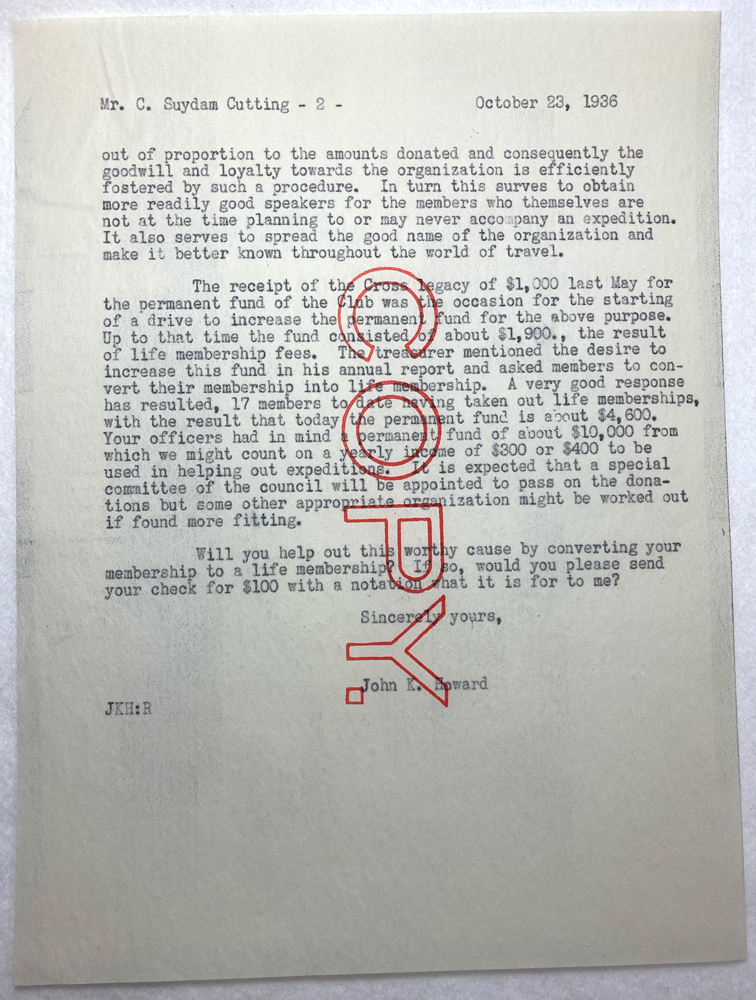 Mr. C. Suydam Cutting - 2 - October 23, 1936
out of proportion to the amounts donated and consequently the
goodwill and loyalty towards the organization is efficiently
fostered by such a procedure. In turn this surves to obtain
more readily good speakers for the members who themselves are
not at the time planning to or may never accompany an expedition.
It also serves to spread the good name of the organization and
make it better known throughout the world of travel.
The receipt of the Cross legacy of $1,000 last May for
the permanent fund of the Club was the occasion for the starting
of a drive to increase the permanent fund for the above purpose.
Up to that time the fund consisted of about $1,900., the result
of life membership fees. The treasurer mentioned the desire to
increase this fund in his annual report and asked members to con-
vert their membership into life membership. A very good response
has resulted, 17 members to date having taken out life memberships,
with the result that today the permanent fund is about $4,600.
Your officers had in mind a permanent fund of about $10,000 from
which we might count on a yearly income of $300 or $400 to be
used in helping out expeditions. It is expected that a special
committee of the council will be appointed to pass on the dona-
tions but some other appropriate organization might be worked out
if found more fitting.
Will you help out this worthy cause by converting your
membership to a life membership? If so, would you please send
your check for $100 with a notation what it is for to me?
Sincerely yours,
John K. Howard
JKH:R
COPY.